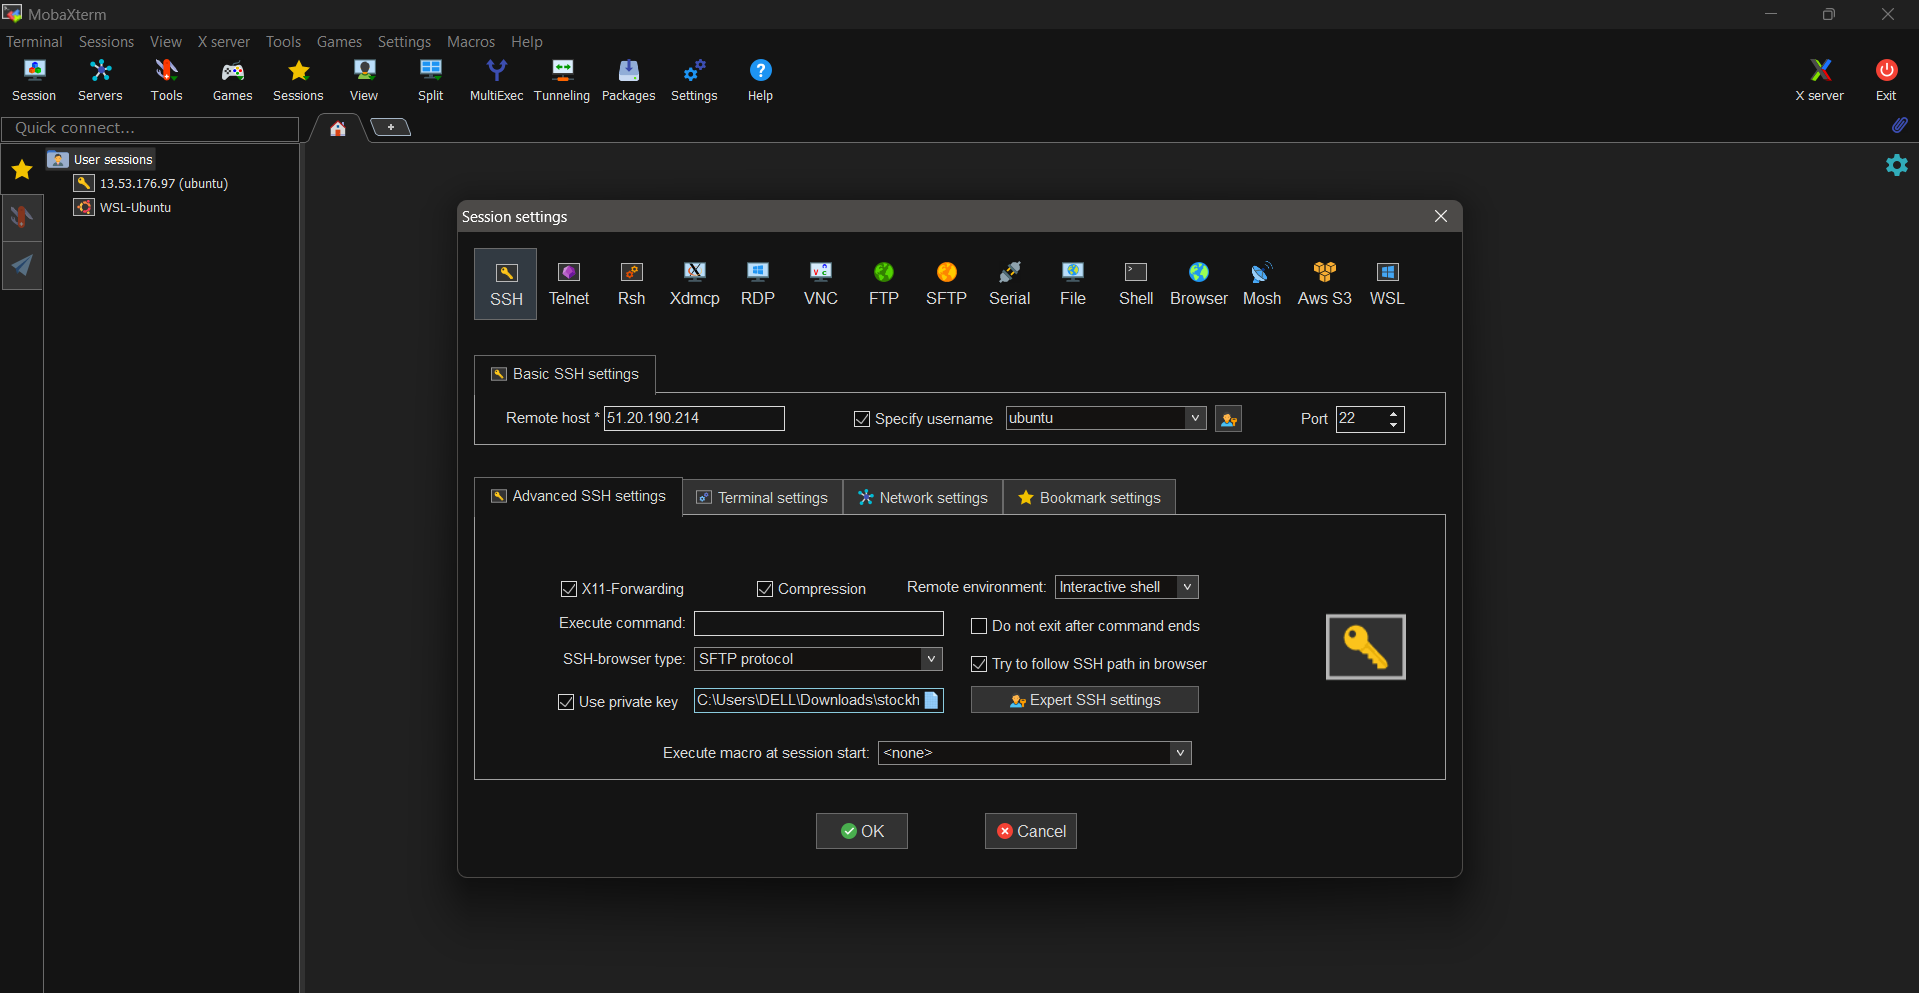 MobaXterm
Terminal Sessions View X server Tools Games Settings Macros Help
Session Servers Tools Games Sessions View Split MultiExec Tunneling Packages Settings Help X server Exit
Quick connect...
User sessions
13.53.176.97 (ubuntu)
WSL-Ubuntu
Session settings
SSH Telnet Rsh Xdmcp RDP VNC FTP SFTP Serial File Shell Browser Mosh Aws S3 WSL
Basic SSH settings
Remote host * 51.20.190.214 Specify username ubuntu Port 22
Advanced SSH settings Terminal settings Network settings Bookmark settings
X11-Forwarding Compression Remote environment: Interactive shell
Execute command: Do not exit after command ends
SSH-browser type: SFTP protocol Try to follow SSH path in browser
Use private key C:\Users\DELL\Downloads\stockh Expert SSH settings
Execute macro at session start: <none>
OK Cancel